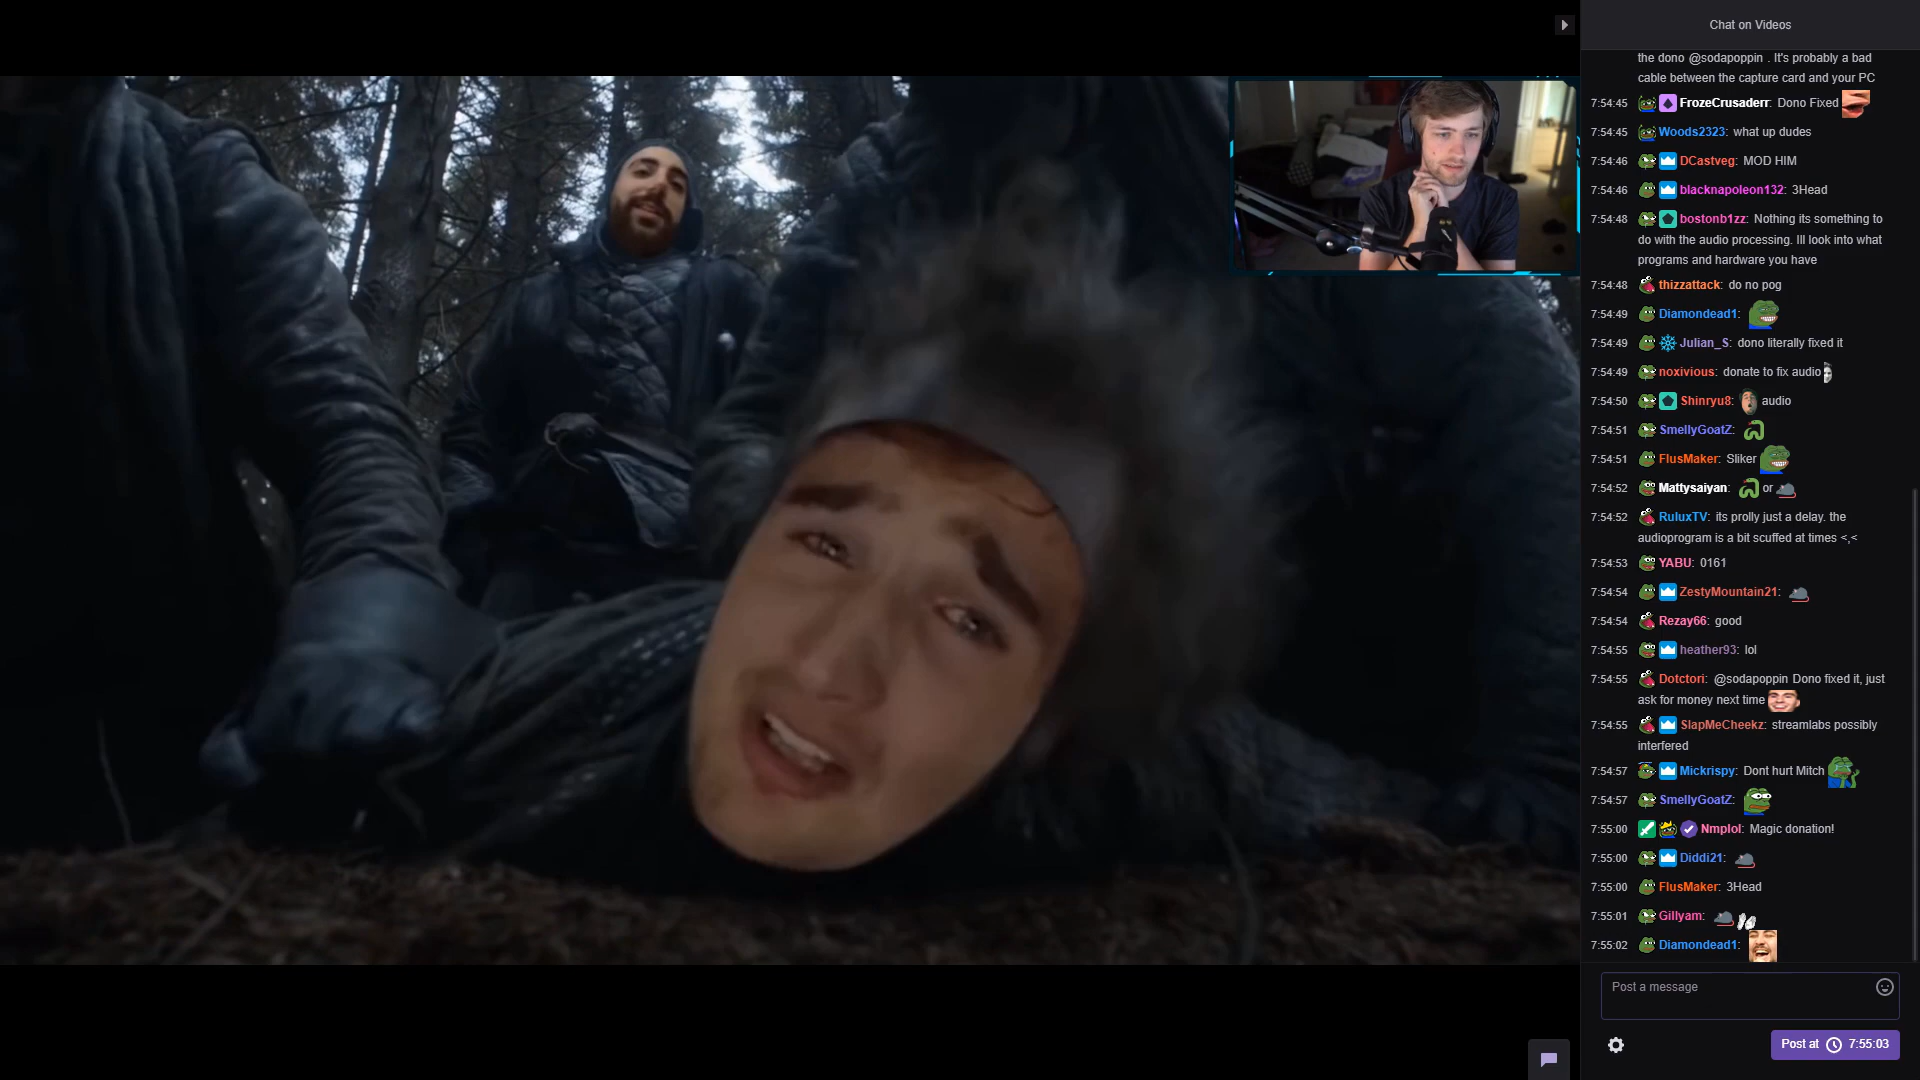 Chat on Videos
the dono @sodapoppin . It's probably a bad
cable between the capture card and your PC
7:54:45 FrozeCrusaderr: Dono Fixed
7:54:45 Woods2323: what up dudes
7:54:46 DCastveg: MOD HIM
7:54:46 blacknapoleon132: 3Head
7:54:48 bostonb1zz: Nothing its something to
do with the audio processing. Ill look into what
programs and hardware you have
7:54:48 thizzattack: do no pog
7:54:49 Diamondead1:
7:54:49 Julian_S: dono literally fixed it
7:54:49 noxivious: donate to fix audio
7:54:50 Shinryu8: audio
7:54:51 SmellyGoatZ:
7:54:51 FlusMaker: Sliker
7:54:52 Mattysaiyan: or
7:54:52 RuluxTV: its prolly just a delay. the
audioprogram is a bit scuffed at times <,<
7:54:53 YABU: 0161
7:54:54 ZestyMountain21:
7:54:54 Rezay66: good
7:54:55 heather93: lol
7:54:55 Dotctori: @sodapoppin Dono fixed it, just
ask for money next time
7:54:55 SlapMeCheekz: streamlabs possibly
interfered
7:54:57 Mickrispy: Dont hurt Mitch
7:54:57 SmellyGoatZ:
7:55:00 Nmplol: Magic donation!
7:55:00 Diddi21:
7:55:00 FlusMaker: 3Head
7:55:01 Gillyam:
7:55:02 Diamondead1:
Post a message
Post at 7:55:03